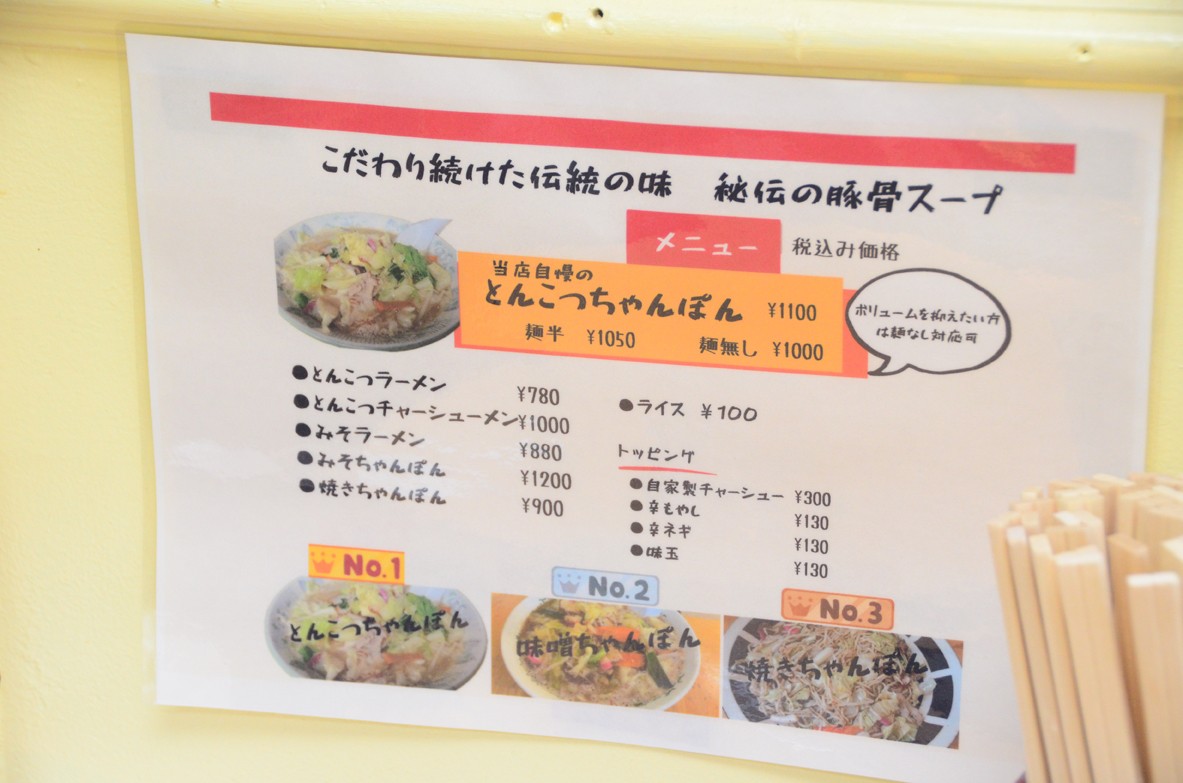 こだわり続けた伝統の味　秘伝の豚骨スープ
メニュー 税込み価格
当店自慢の
とんこつちゃんぽん ¥1100
麺半 ¥1050 麺無し ¥1000
ボリュームを抑えたい方
は麺なし対応可
●とんこつラーメン ¥780
●とんこつチャーシューメン ¥1000
●みそラーメン ¥880
●みそちゃんぽん ¥1200
●焼きちゃんぽん ¥900
●ライス ¥100
トッピング
●自家製チャーシュー ¥300
●辛もやし ¥130
●辛ネギ ¥130
●味玉 ¥130
No.1
とんこつちゃんぽん
No.2
味噌ちゃんぽん
No.3
焼きちゃんぽん